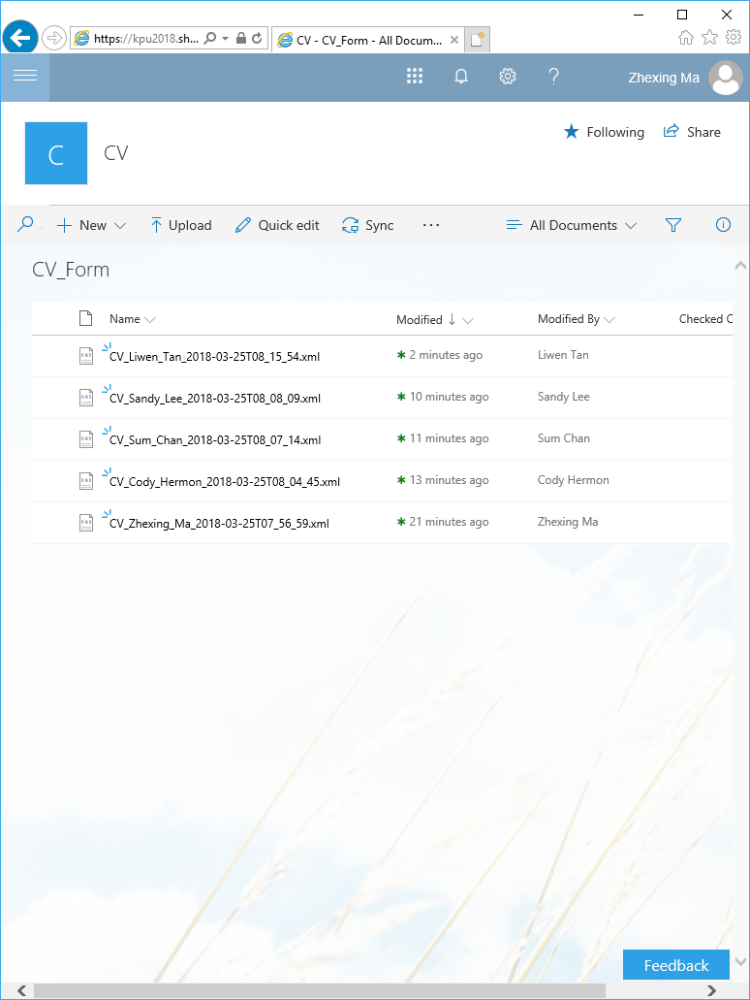 https://kpu2018.sh...
CV - CV_Form - All Docum...
Zhexing Ma
C
CV
Following
Share
New
Upload
Quick edit
Sync
...
All Documents
CV_Form
Name
Modified
Modified By
Checked O
CV_Liwen_Tan_2018-03-25T08_15_54.xml
2 minutes ago
Liwen Tan
CV_Sandy_Lee_2018-03-25T08_08_09.xml
10 minutes ago
Sandy Lee
CV_Sum_Chan_2018-03-25T08_07_14.xml
11 minutes ago
Sum Chan
CV_Cody_Hermon_2018-03-25T08_04_45.xml
13 minutes ago
Cody Hermon
CV_Zhexing_Ma_2018-03-25T07_56_59.xml
21 minutes ago
Zhexing Ma
Feedback